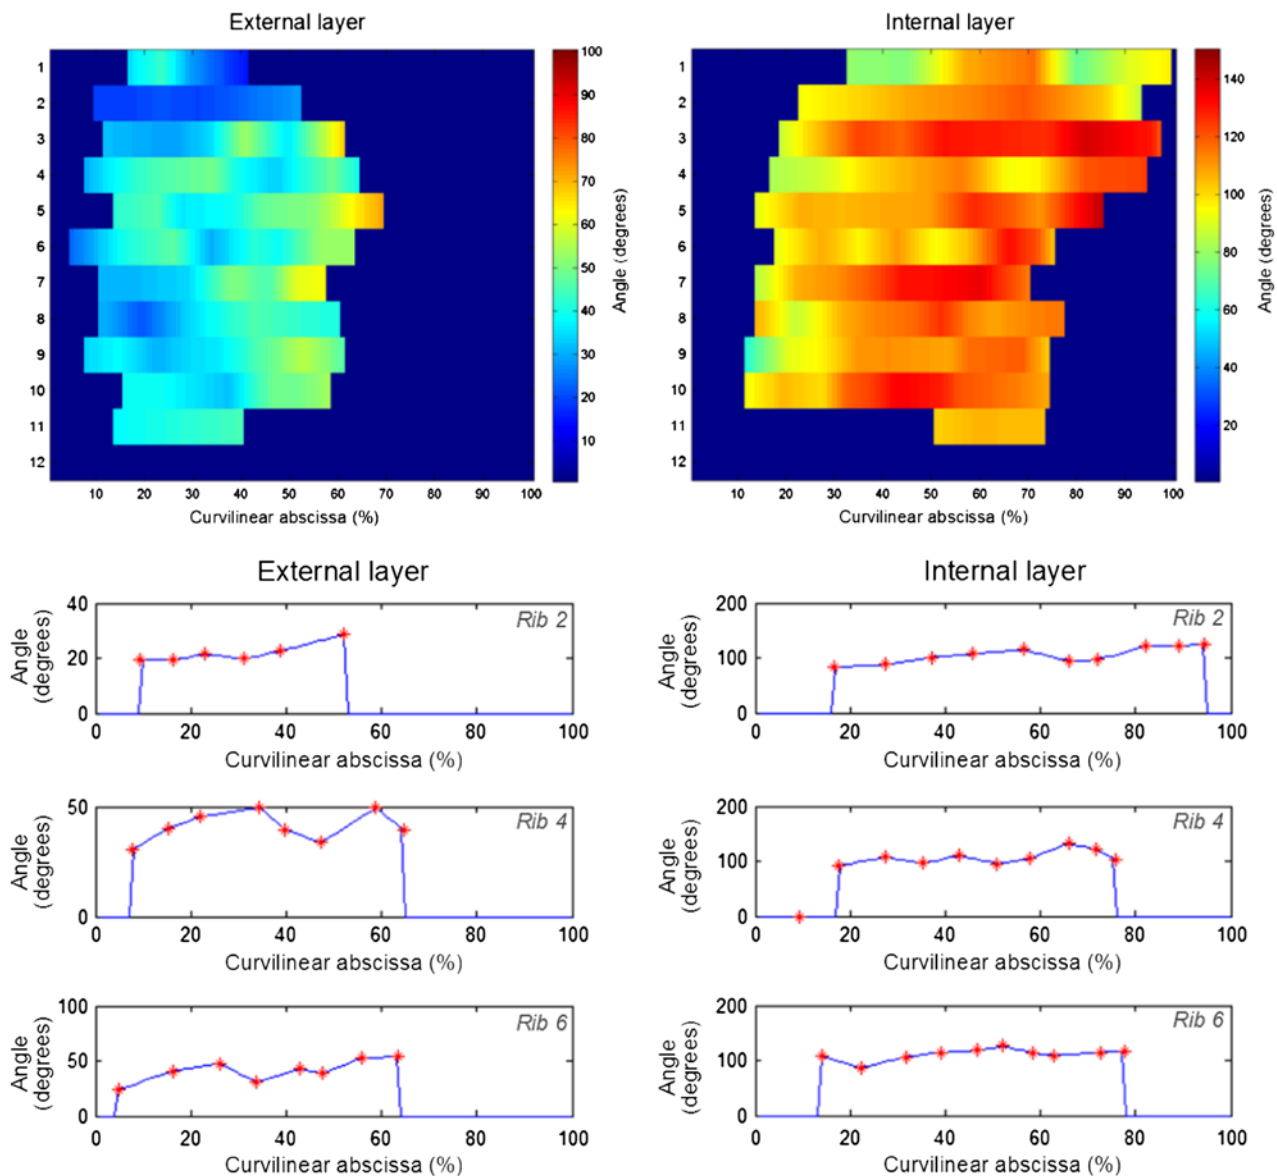 External layer
Internal layer
1
2
3
4
5
6
7
8
9
10
11
12
10 20 30 40 50 60 70 80 90 100
Curvilinear abscissa (%)
100
90
80
70
60
50
40
30
20
10
Angle (degrees)
1
2
3
4
5
6
7
8
9
10
11
12
10 20 30 40 50 60 70 80 90 100
Curvilinear abscissa (%)
140
120
100
80
60
40
20
Angle (degrees)
External layer
Rib 2
Angle
(degrees)
40
20
0
0 20 40 60 80 100
Curvilinear abscissa (%)
Rib 4
Angle
(degrees)
50
0
0 20 40 60 80 100
Curvilinear abscissa (%)
Rib 6
Angle
(degrees)
100
50
0
0 20 40 60 80 100
Curvilinear abscissa (%)
Internal layer
Rib 2
Angle
(degrees)
200
100
0
0 20 40 60 80 100
Curvilinear abscissa (%)
Rib 4
Angle
(degrees)
200
100
0
0 20 40 60 80 100
Curvilinear abscissa (%)
Rib 6
Angle
(degrees)
200
100
0
0 20 40 60 80 100
Curvilinear abscissa (%)